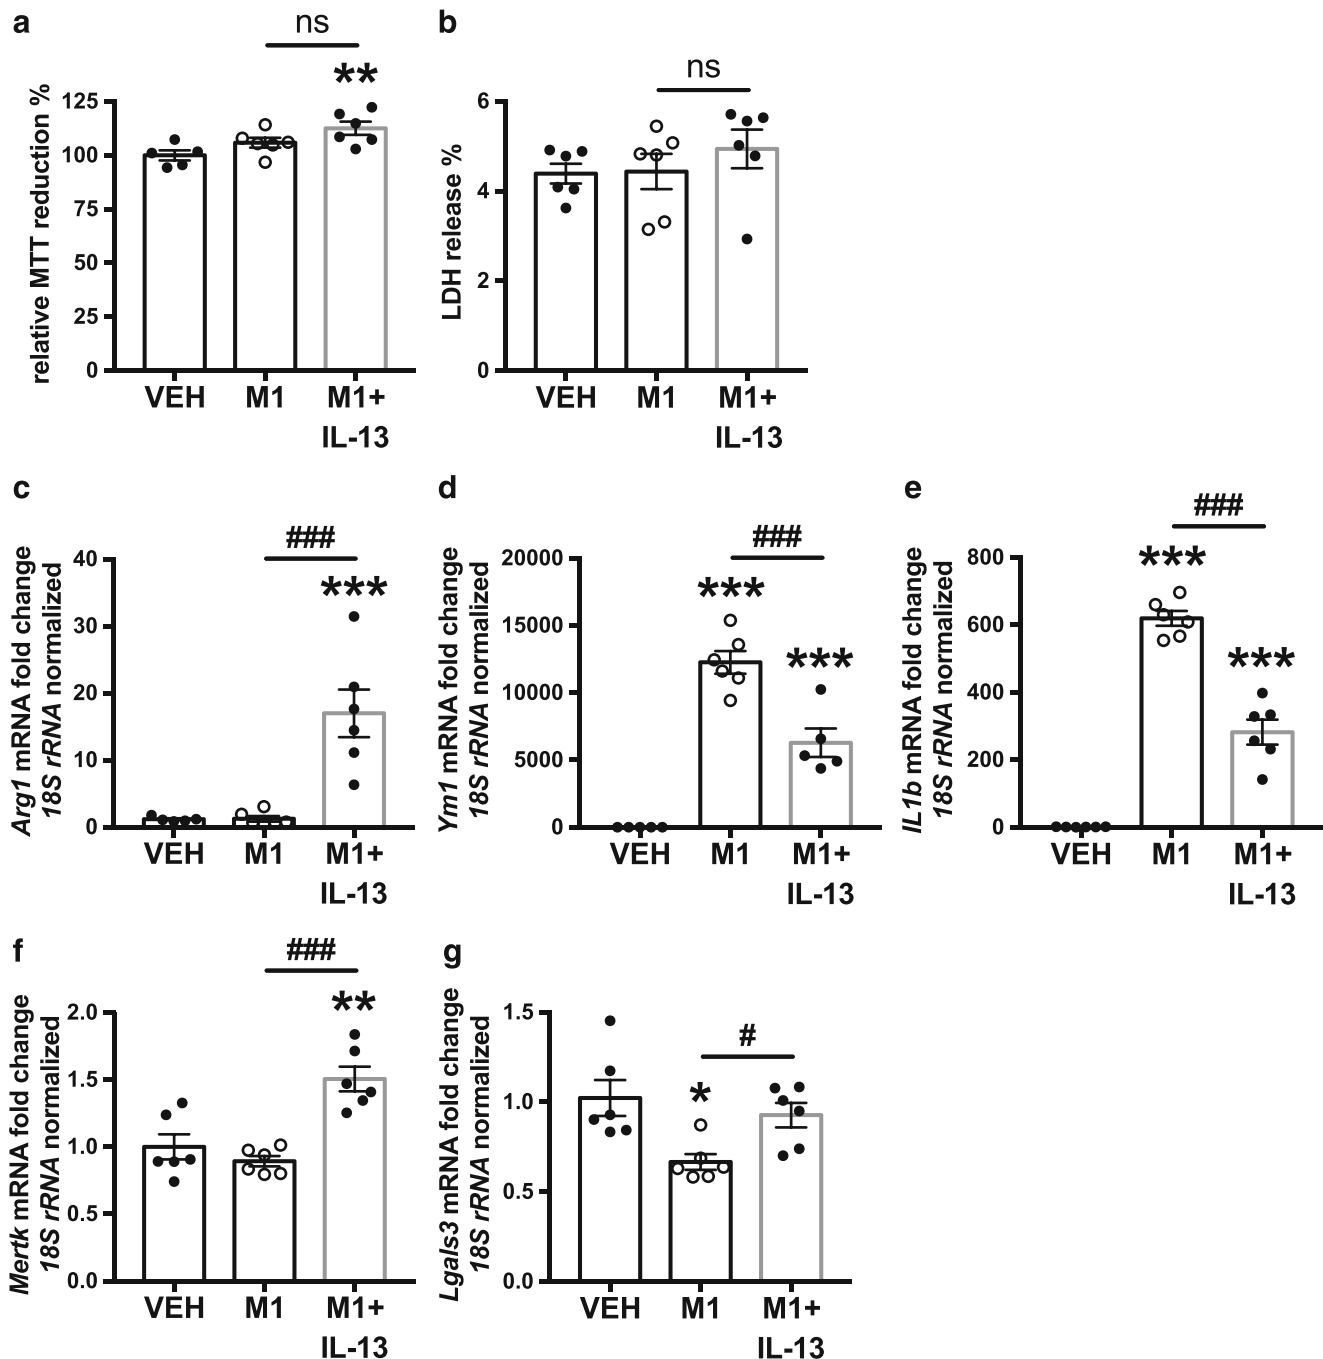 a
ns
**
relative MTT reduction %
125
100
75
50
25
0
VEH
M1
M1+
IL-13
b
ns
LDH release %
6
4
2
0
VEH
M1
M1+
IL-13
c
###
***
Arg1 mRNA fold change
18S rRNA normalized
40
30
20
10
0
VEH
M1
M1+
IL-13
d
###
***
***
Ym1 mRNA fold change
18S rRNA normalized
20000
15000
10000
5000
0
VEH
M1
M1+
IL-13
e
###
***
***
IL1b mRNA fold change
18S rRNA normalized
800
600
400
200
0
VEH
M1
M1+
IL-13
f
###
**
Mertk mRNA fold change
18S rRNA normalized
2.0
1.5
1.0
0.5
0.0
VEH
M1
M1+
IL-13
g
#
*
Lgals3 mRNA fold change
18S rRNA normalized
1.5
1.0
0.5
0.0
VEH
M1
M1+
IL-13